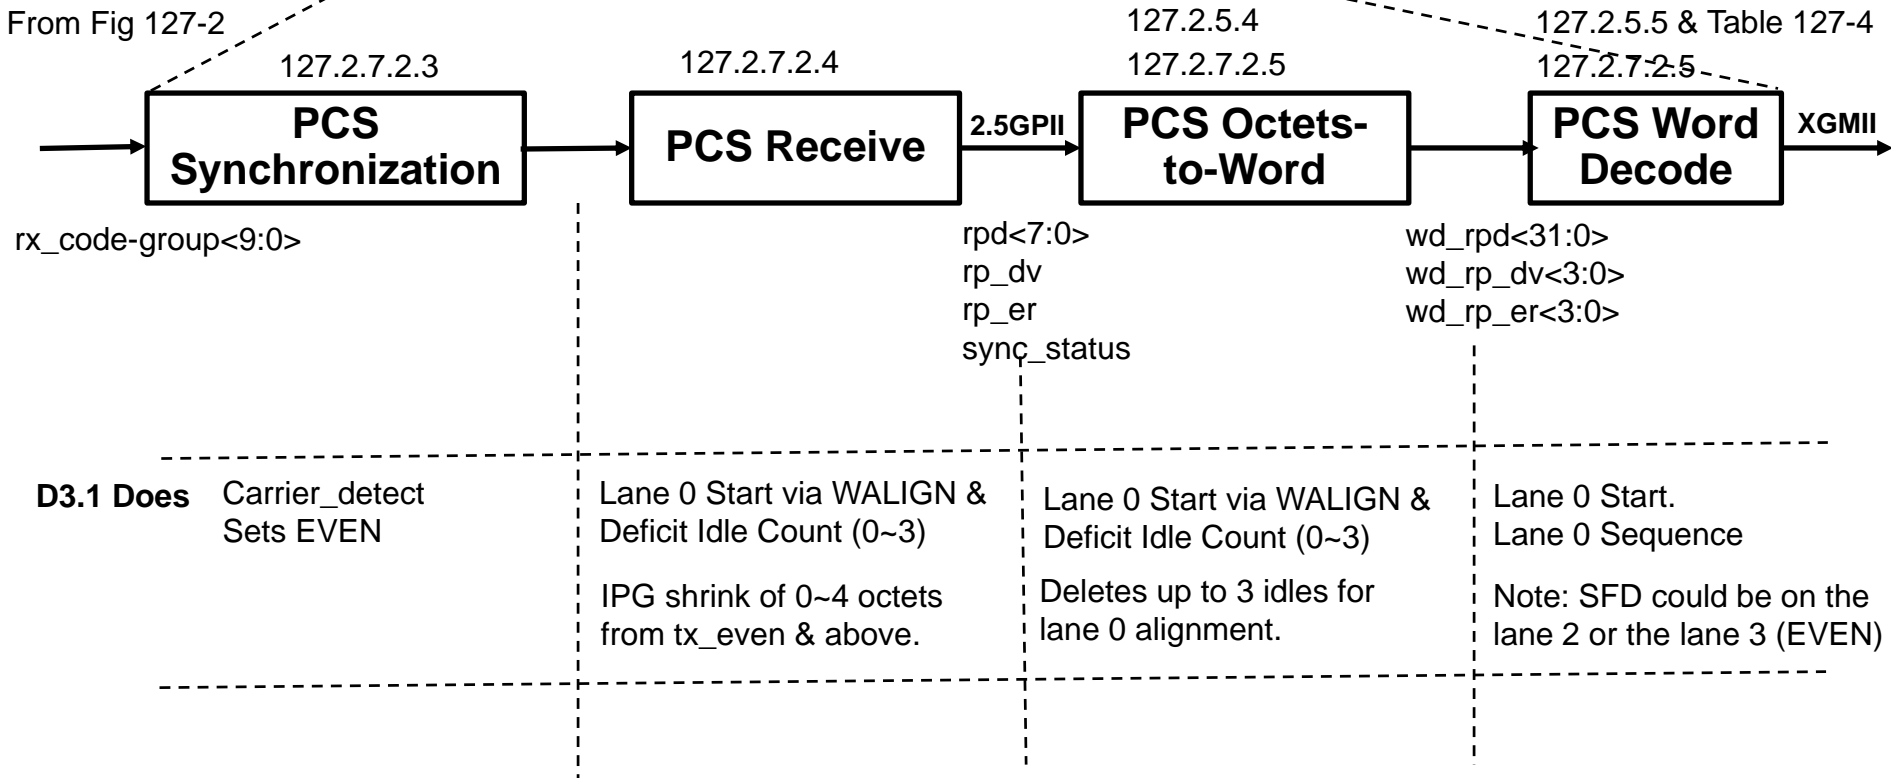 From Fig 127-2
127.2.7.2.3
127.2.7.2.4
127.2.5.4
127.2.7.2.5
127.2.5.5 & Table 127-4
127.2.7.2.5
PCS
Synchronization
PCS Receive
2.5GPII
PCS Octets-
to-Word
PCS Word
Decode
XGMII
rx_code-group<9:0>
rpd<7:0>
rp_dv
rp_er
sync_status
wd_rpd<31:0>
wd_rp_dv<3:0>
wd_rp_er<3:0>
D3.1 Does
Carrier_detect
Sets EVEN
Lane 0 Start via WALIGN &
Deficit Idle Count (0~3)
IPG shrink of 0~4 octets
from tx_even & above.
Lane 0 Start via WALIGN &
Deficit Idle Count (0~3)
Deletes up to 3 idles for
lane 0 alignment.
Lane 0 Start.
Lane 0 Sequence
Note: SFD could be on the
lane 2 or the lane 3 (EVEN)